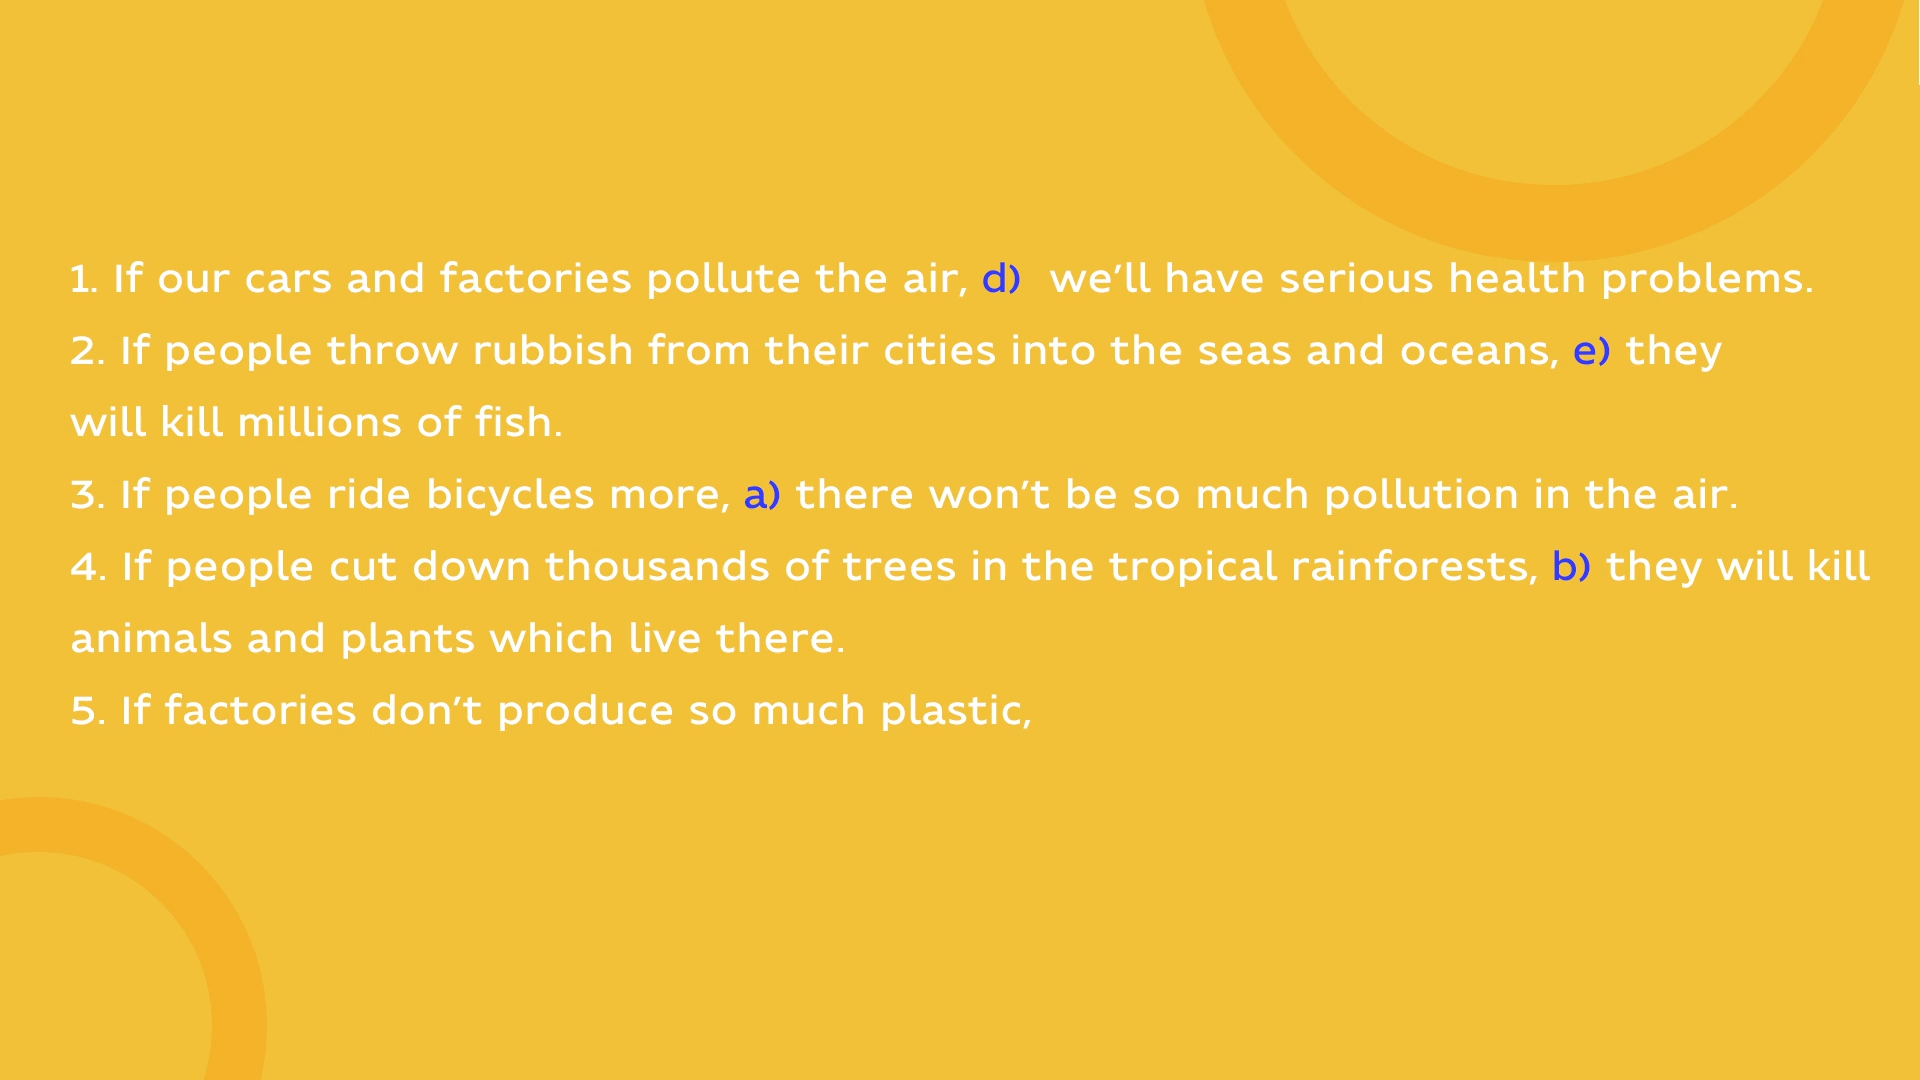 1. If our cars and factories pollute the air, d)  we’ll have serious health problems.
2. If people throw rubbish from their cities into the seas and oceans, e) they
will kill millions of fish.
3. If people ride bicycles more, a) there won’t be so much pollution in the air.
4. If people cut down thousands of trees in the tropical rainforests, b) they will kill
animals and plants which live there.
5. If factories don’t produce so much plastic,